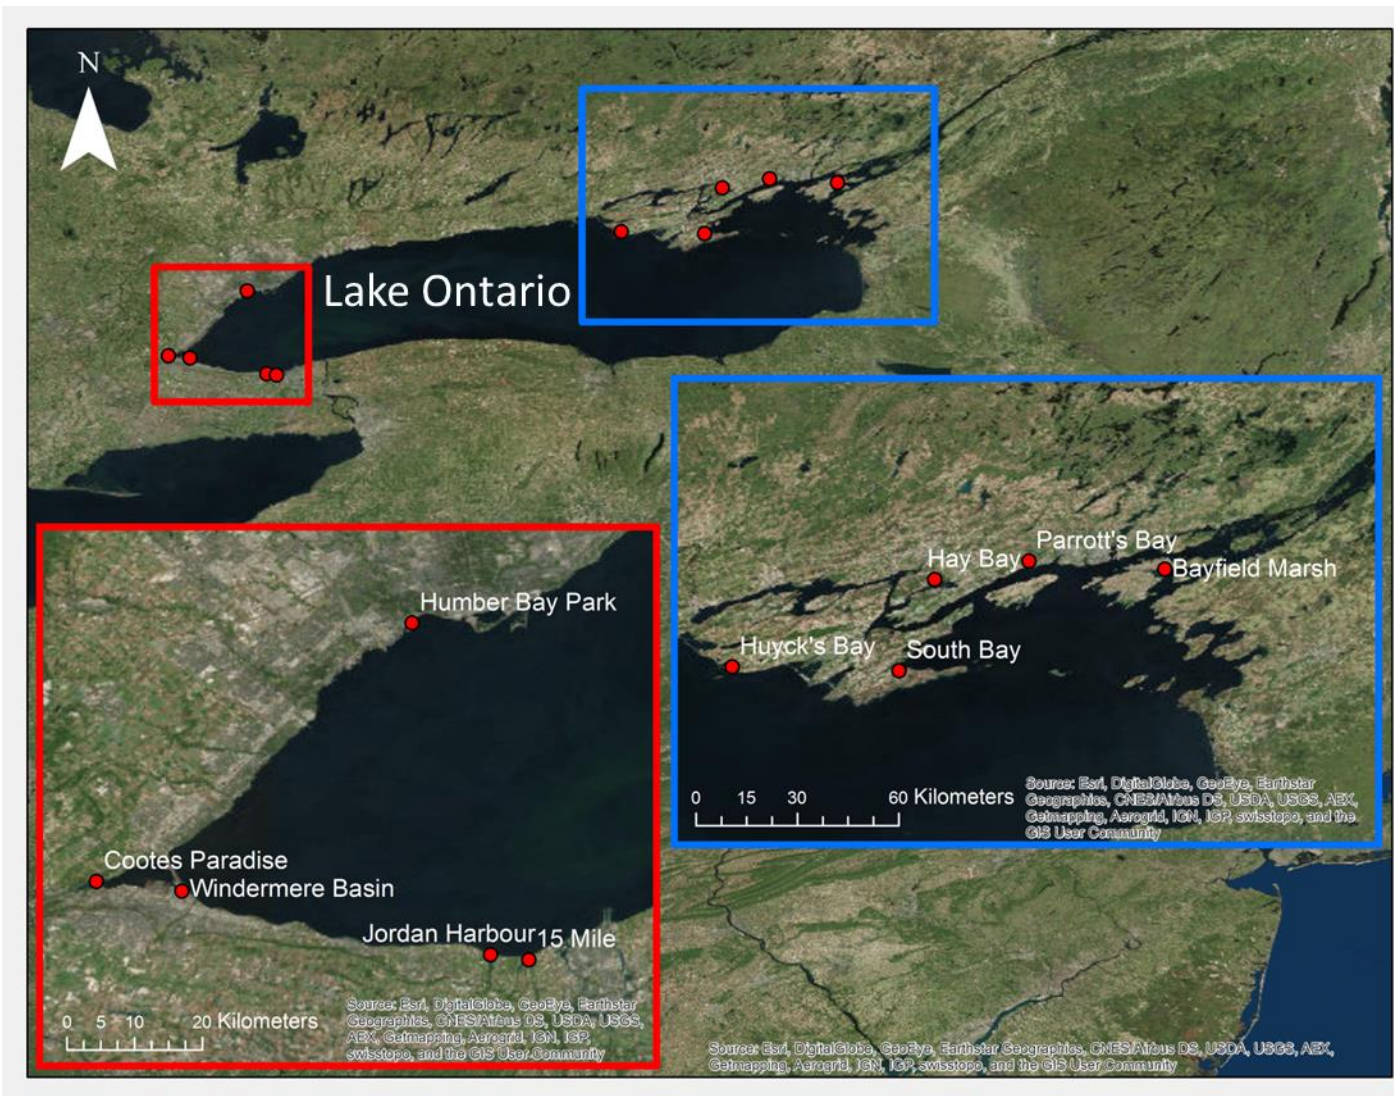 N
Lake Ontario
Humber Bay Park
Cootes Paradise
Windermere Basin
Jordan Harbour
15 Mile
0 5 10 20 Kilometers
Source: Esri, DigitalGlobe, GeoEye, Earthstar
Geographics, CNES/Airbus DS, USDA, USGS,
AEX, Getmapping, Aerogrid, IGN, IGP,
swisstopo, and the GIS User Community
Parrott's Bay
Hay Bay
Bayfield Marsh
Huyck's Bay
South Bay
0 15 30 60 Kilometers
Source: Esri, DigitalGlobe, GeoEye, Earthstar
Geographics, CNES/Airbus DS, USDA, USGS, AEX,
Getmapping, Aerogrid, IGN, IGP, swisstopo, and the
GIS User Community
Source: Esri, DigitalGlobe, GeoEye, Earthstar Geographics, CNES/Airbus DS, USDA, USGS, AEX,
Getmapping, Aerogrid, IGN, IGP, swisstopo, and the GIS User Community